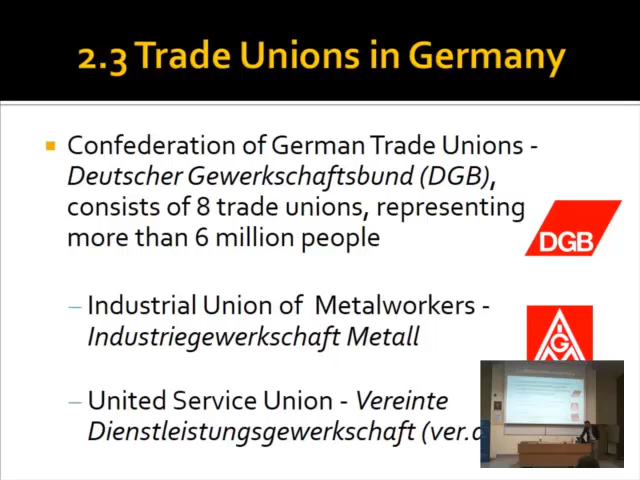 2.3 Trade Unions in Germany
Confederation of German Trade Unions -
Deutscher Gewerkschaftsbund (DGB),
consists of 8 trade unions, representing
more than 6 million people
DGB
Industrial Union of Metalworkers -
Industriegewerkschaft Metall
IGM
United Service Union - Vereinte
Dienstleistungsgewerkschaft (ver.d